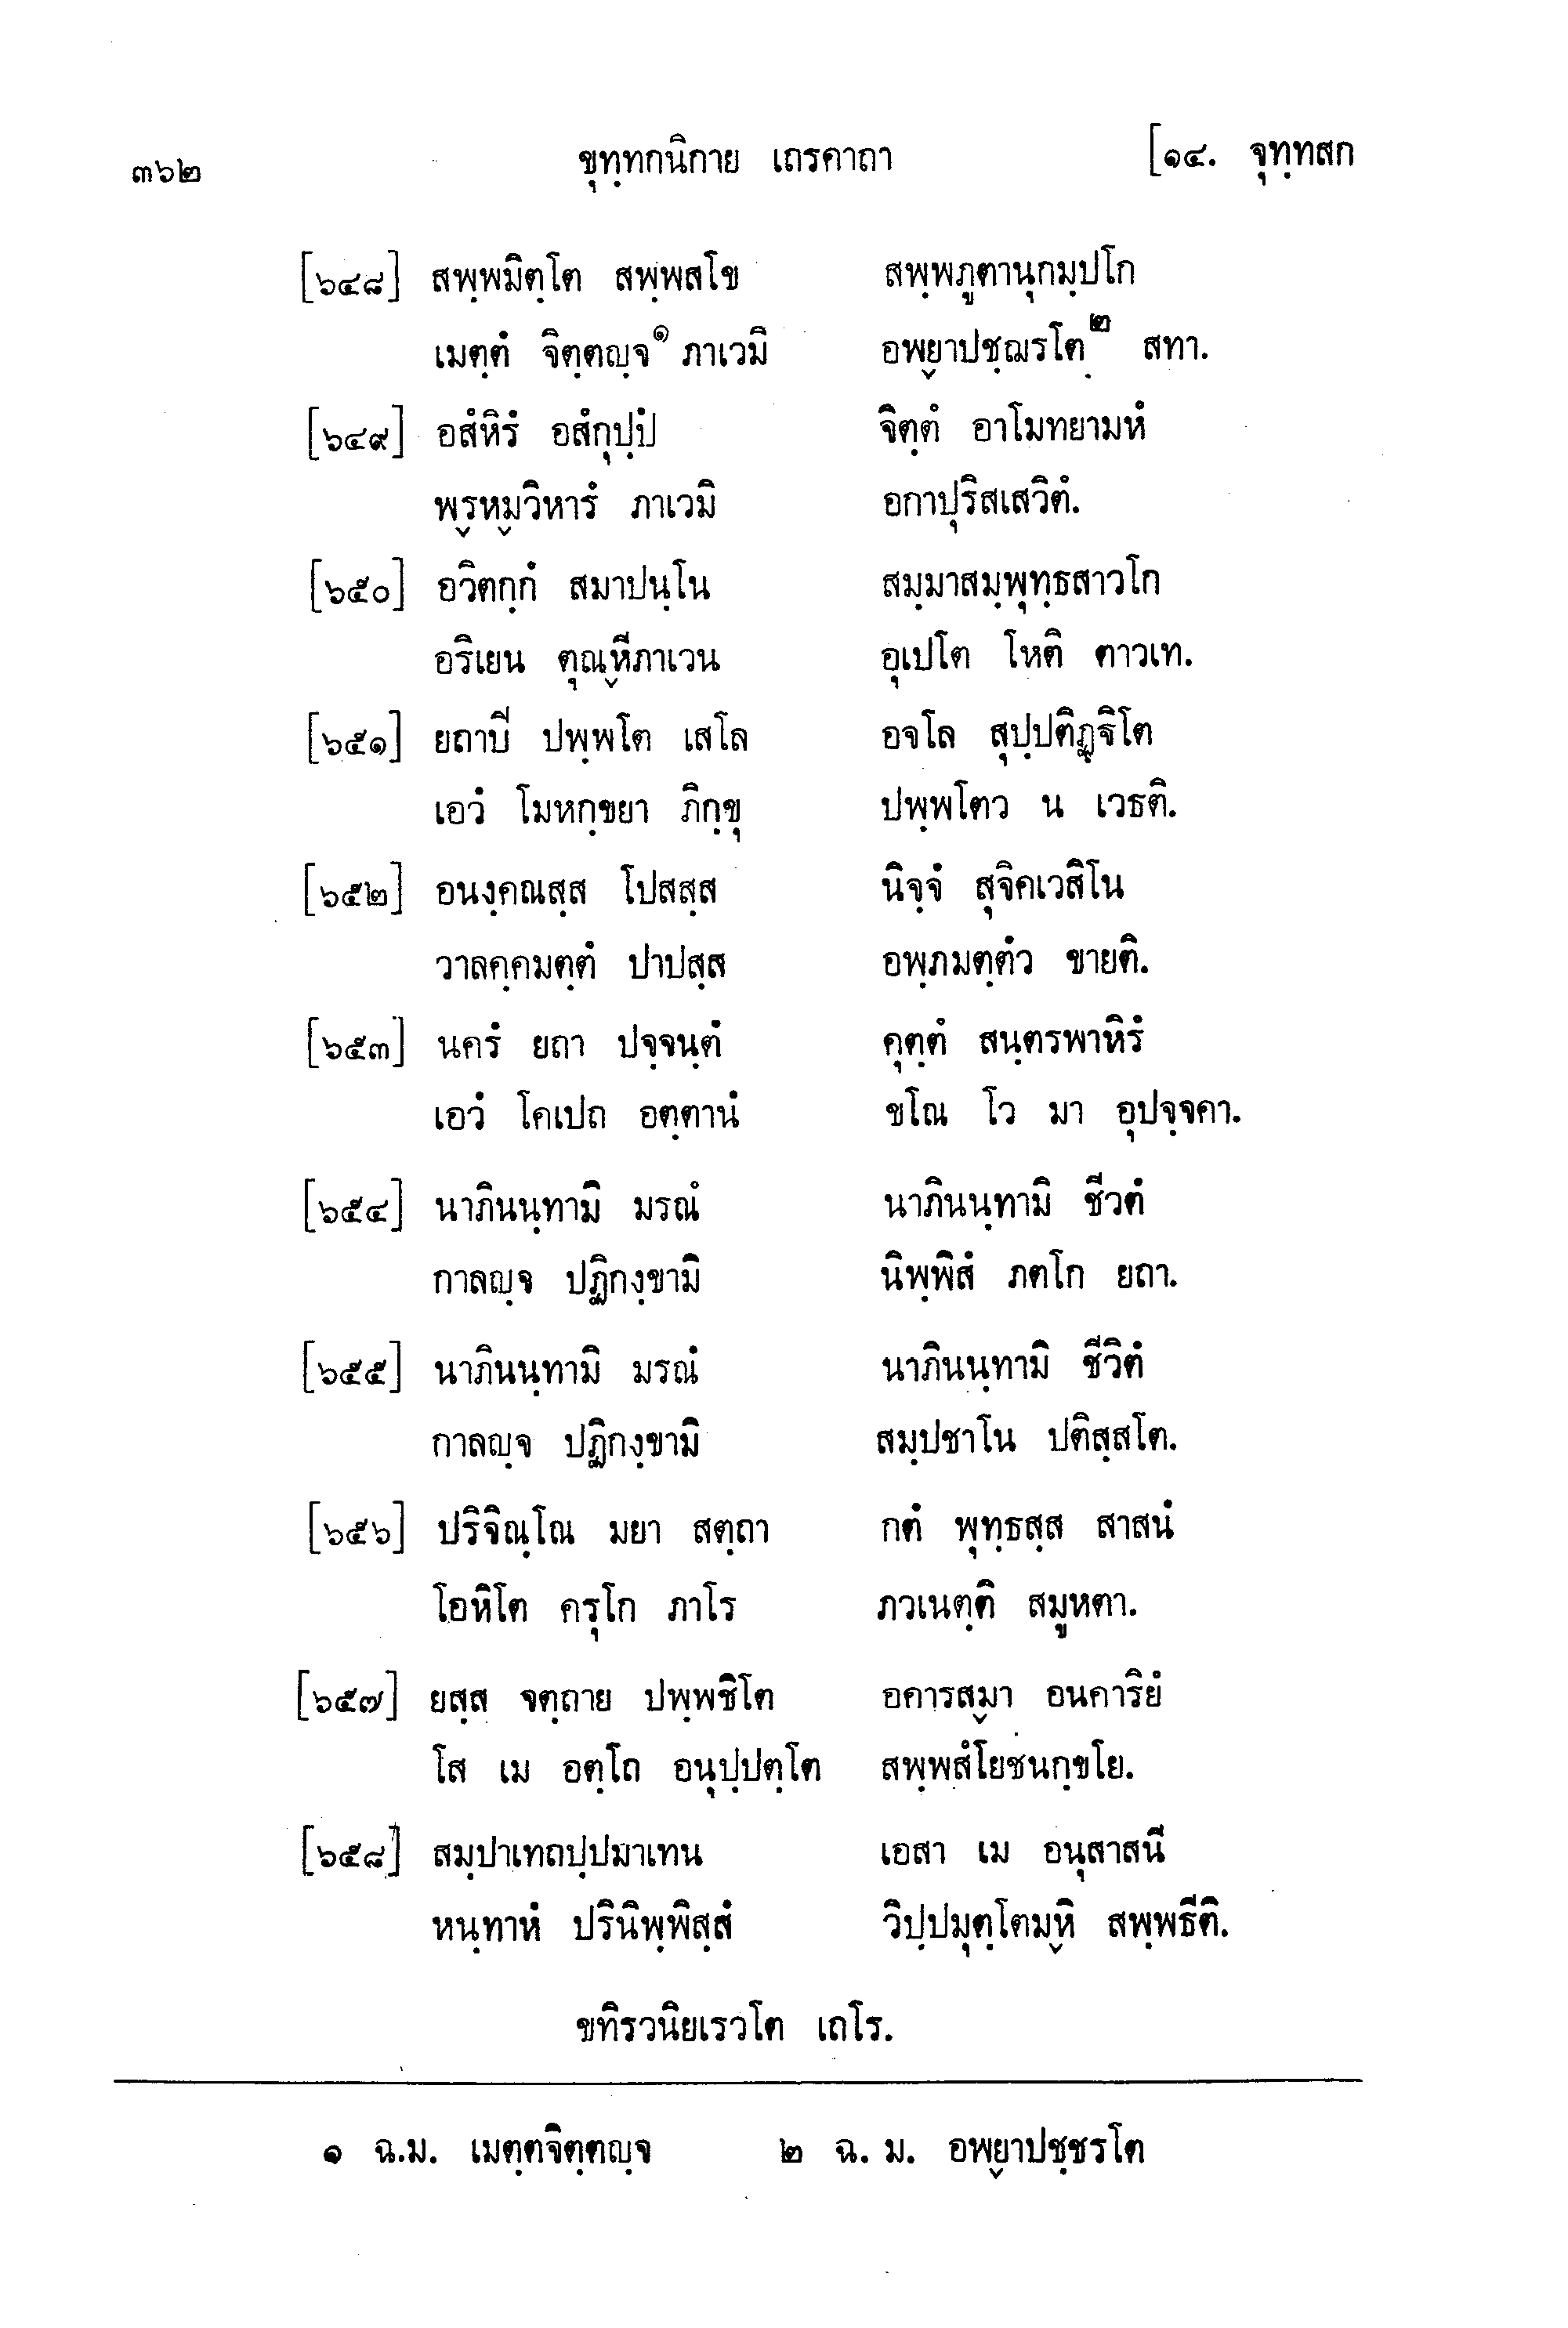 ๓๖๒ ขุทฺทกนิกาย เถรคาถา [๑๔. จุทฺทสก
[๖๔๘] สพฺพมิตฺโต สพฺพสโข สพฺพภูตานุกมฺปโก
เมตฺตํ จิตฺตญฺจ๑ ภาเวมิ อพฺยาปชฺฌรโต๒ สทา.
[๖๔๙] อสํหิรํ อสํกุปฺปํ จิตฺตํ อาโมทยามหํ
พฺรหฺมวิหารํ ภาเวมิ อกาปุริสเสวิตํ.
[๖๕๐] อวิตกฺกํ สมาปนฺโน สมฺมาสมฺพุทฺธสาวโก
อริเยน ตุณฺหีภาเวน อุเปโต โหติ ตาวเท.
[๖๕๑] ยถาปี ปพฺพโต เสโล อจโล สุปฺปติฏฺฐิโต
เอวํ โมหกฺขยา ภิกฺขุ ปพฺพโตว น เวธติ.
[๖๕๒] อนงฺคณสฺส โปสสฺส นิจฺจํ สุจิคเวสิโน
วาลคฺคมตฺตํ ปาปสฺส อพฺภมตฺตํว ขายติ.
[๖๕๓] นครํ ยถา ปจฺจนฺตํ คุตฺตํ สนฺตรพาหิรํ
เอวํ โคเปถ อตฺตานํ ขโณ โว มา อุปจฺจคา.
[๖๕๔] นาภินนฺทามิ มรณํ นาภินนฺทามิ ชีวตํ
กาลญฺจ ปฏิกงฺขามิ นิพฺพิสํ ภตโก ยถา.
[๖๕๕] นาภินนฺทามิ มรณํ นาภินนฺทามิ ชีวิตํ
กาลญฺจ ปฏิกงฺขามิ สมฺปชาโน ปติสฺสโต.
[๖๕๖] ปริจิณฺโณ มยา สตฺถา กตํ พุทฺธสฺส สาสนํ
โอหิโต ครุโก ภาโร ภวเนตฺติ สมูหตา.
[๖๕๗] ยสฺส จตฺถาย ปพฺพชิโต อคารสฺมา อนคาริยํ
โส เม อตฺโถ อนุปฺปตฺโต สพฺพสํโยชนกฺขโย.
[๖๕๘] สมฺปาเทถปฺปมาเทน เอสา เม อนุสาสนี
หนฺทาหํ ปรินิพฺพิสฺสํ วิปฺปมุตฺโตมฺหิ สพฺพธีติ.
ขทิรวนิยเรวโต เถโร.
๑ ฉ.ม. เมตฺตจิตฺตญฺจ ๒ ฉ. ม. อพฺยาปชฺชรโต